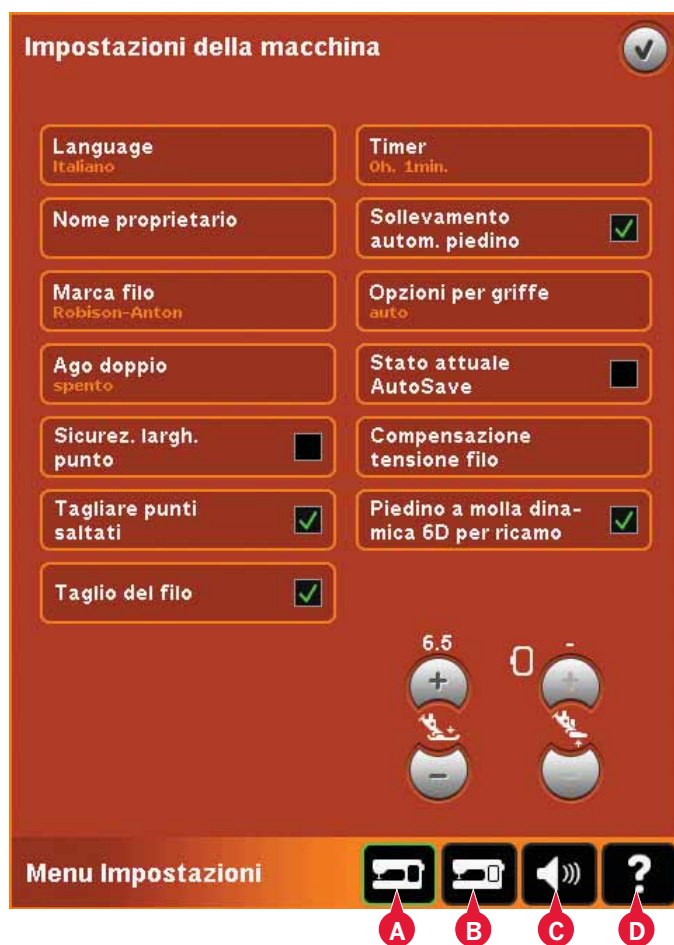 Impostazioni della macchina
Language
Italiano
Timer
0h. 1min.
Nome proprietario
Sollevamento
autom. piedino
Marca filo
Robison-Anton
Opzioni per griffe
auto
Ago doppio
spento
Stato attuale
AutoSave
Sicurez. largh.
punto
Compensazione
tensione filo
Tagliare punti
saltati
Piedino a molla dina-
mica 6D per ricamo
Taglio del filo
6.5
-
+
+
-
-
Menu Impostazioni
?
A
B
C
D